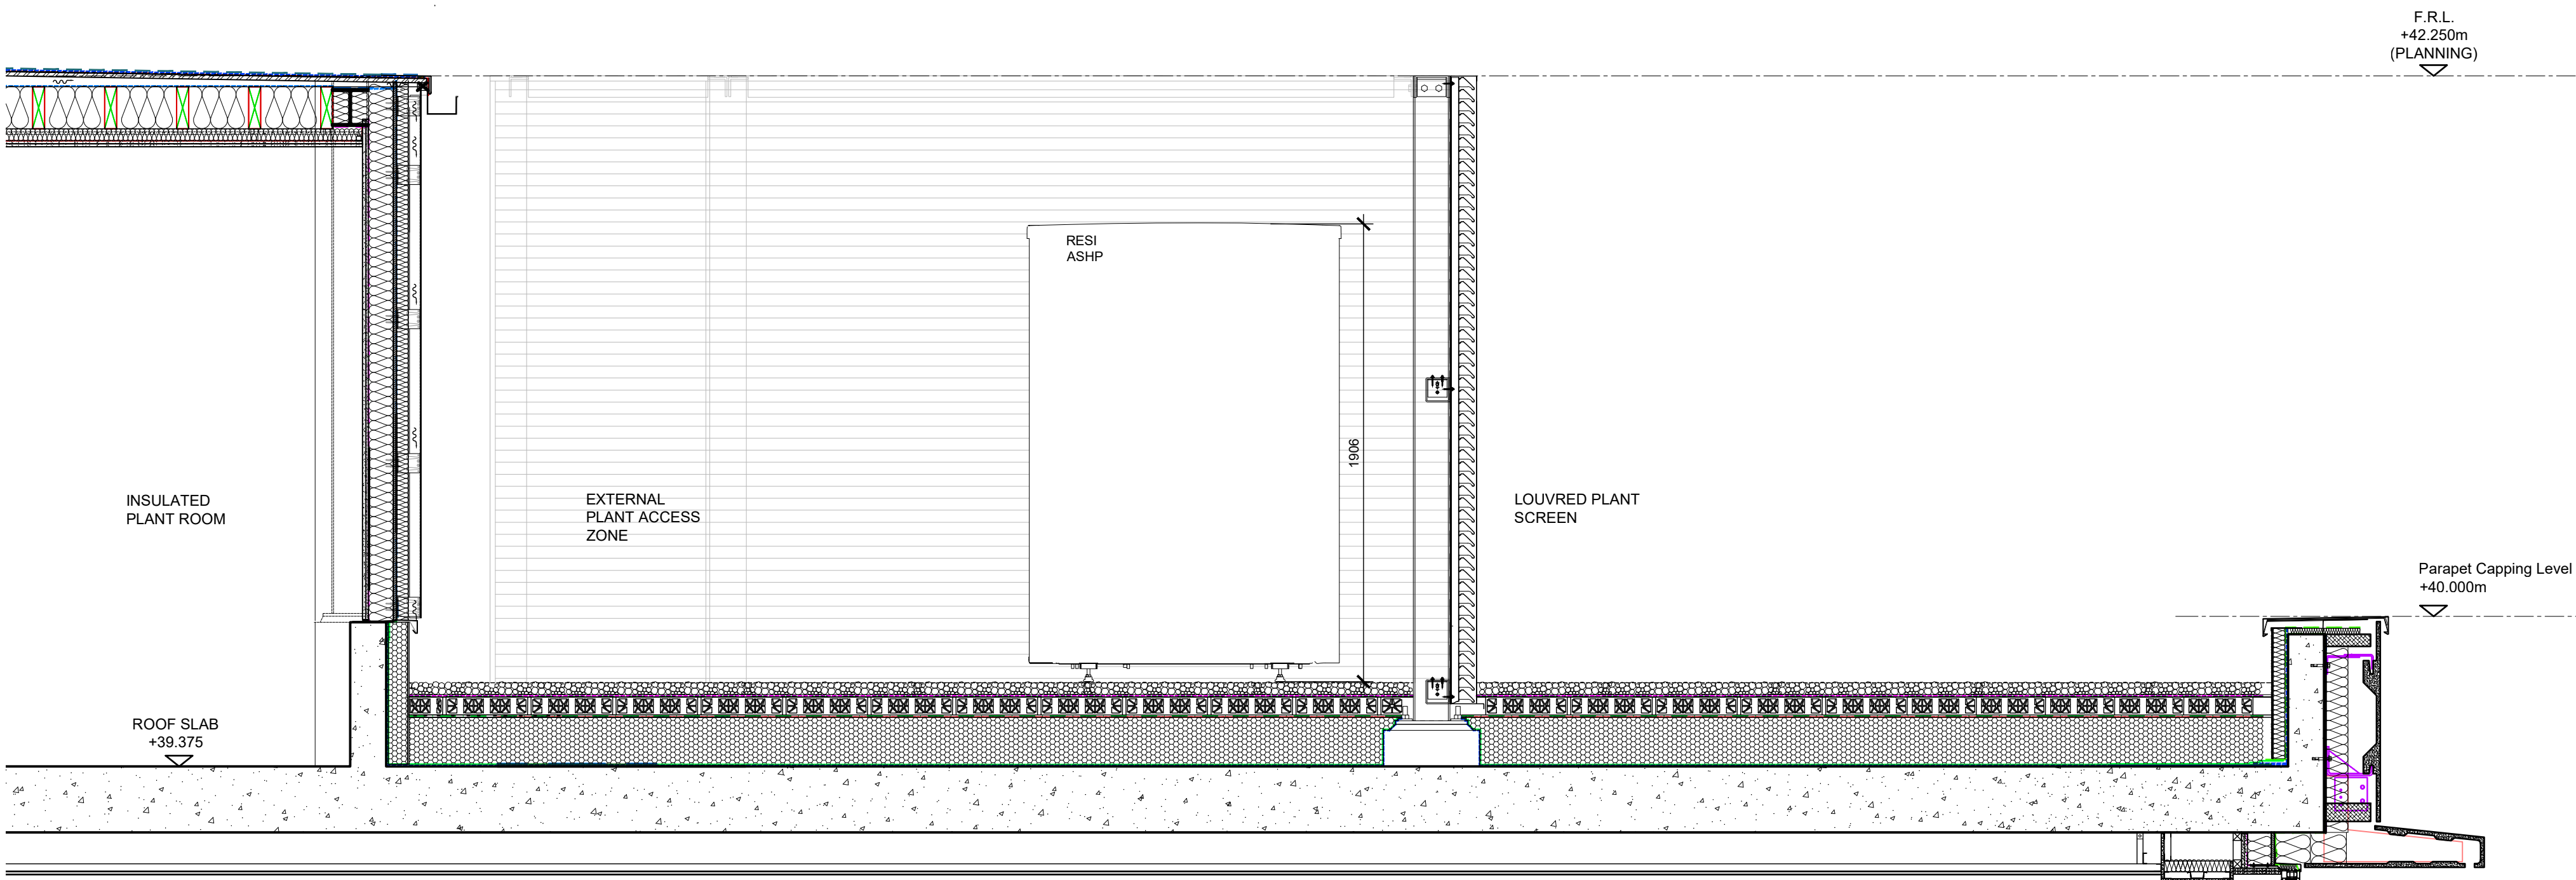 F.R.L.
+42.250m
(PLANNING)
RESI
ASHP
1906
INSULATED
PLANT ROOM
EXTERNAL
PLANT ACCESS
ZONE
LOUVRED PLANT
SCREEN
Parapet Capping Level
+40.000m
ROOF SLAB
+39.375